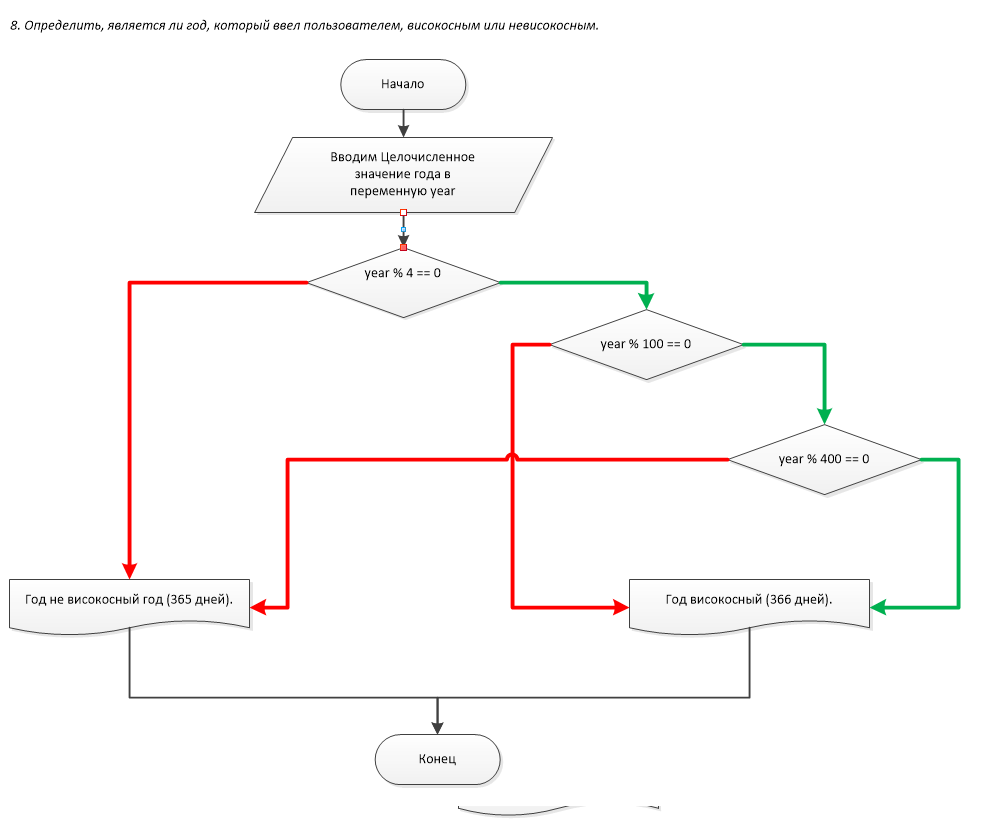 8. Определить, является ли год, который ввел пользователем, високосным или невисокосным.
Начало
Вводим Целочисленное
значение года в
переменную year
year % 4 == 0
year % 100 == 0
year % 400 == 0
Год не високосный год (365 дней).
Год високосный (366 дней).
Конец